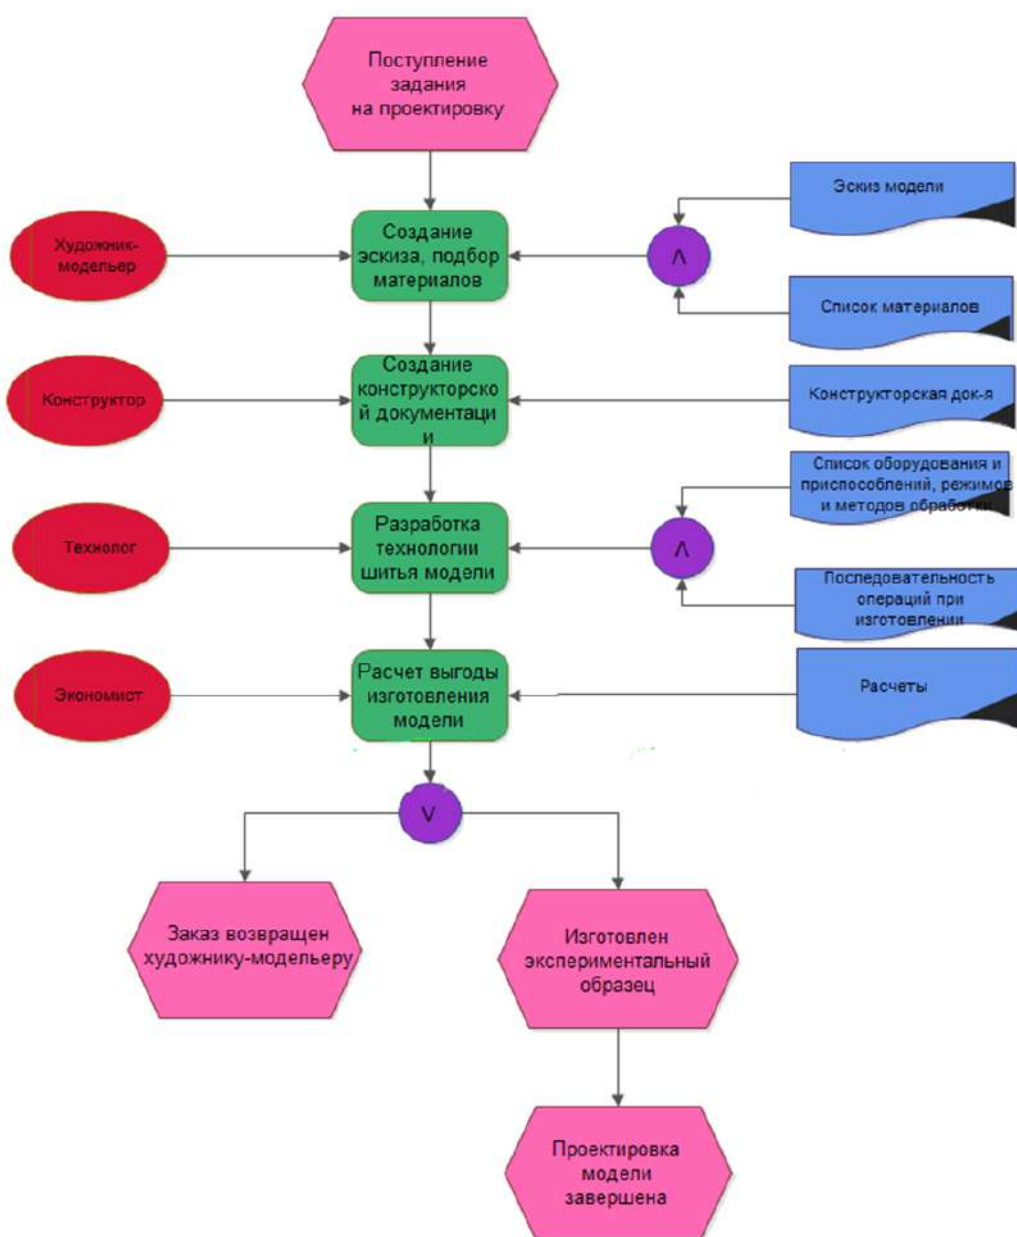 Поступление
задания
на проектировку
Эскиз модели
Художник-
модельер
Создание
эскиза, подбор
материалов
Λ
Список материалов
Конструктор
Создание
конструкторско
й документаци
и
Конструкторская док-я
Список оборудования и
приспособлений, режимов
и методов обработки
Технолог
Разработка
технологии
шитья модели
Λ
Последовательность
операций при
изготовлении
Экономист
Расчет выгоды
изготовления
модели
Расчеты
V
Заказ возвращен
художнику-модельеру
Изготовлен
экспериментальный
образец
Проектировка
модели
завершена